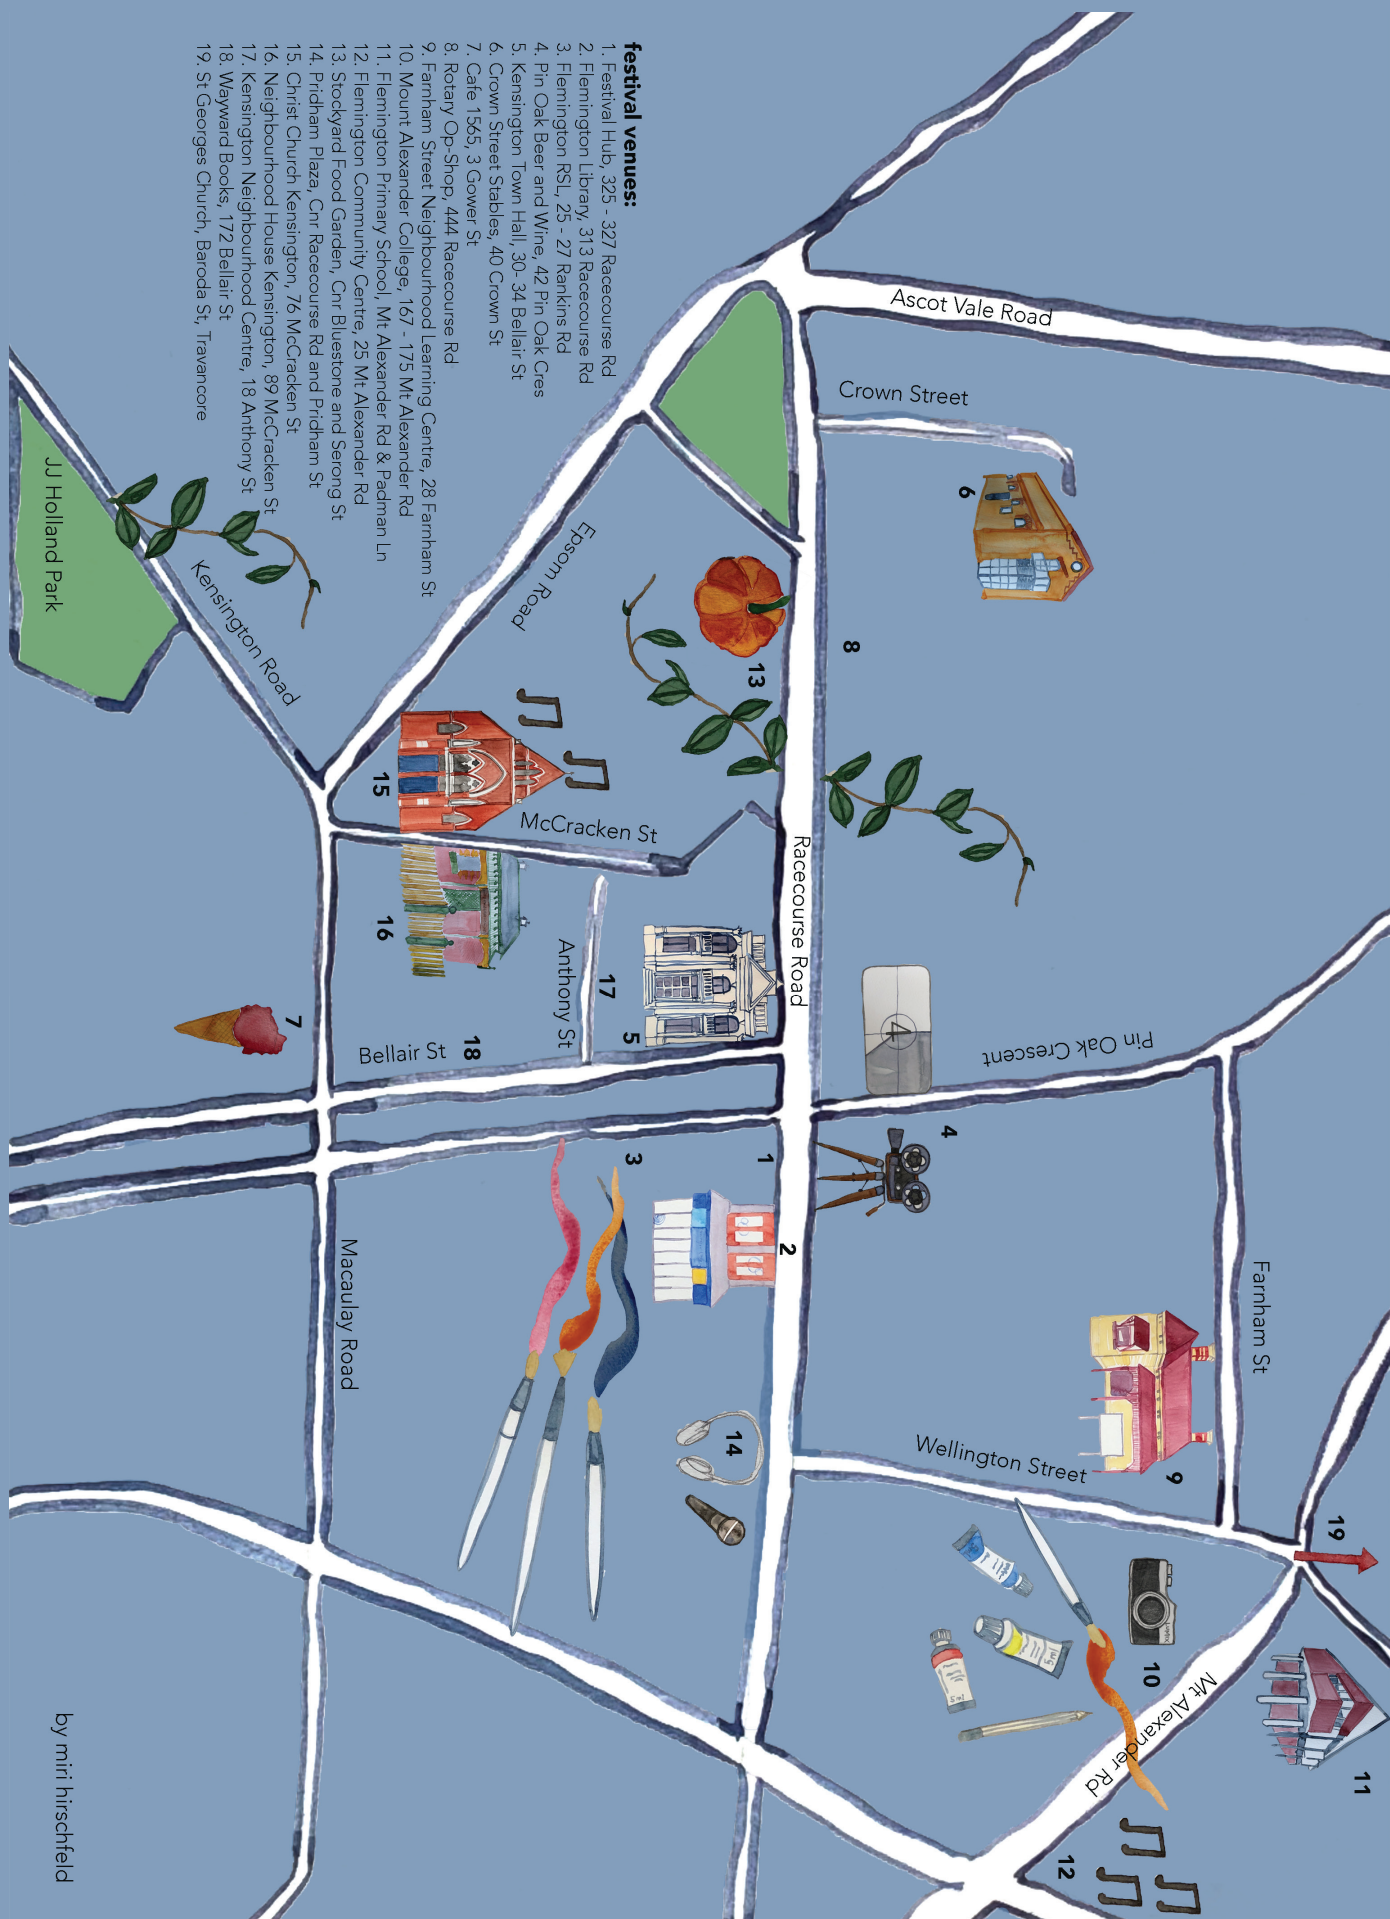 festival venues:
1. Festival Hub, 325 - 327 Racecourse Rd
2. Flemington Library, 313 Racecourse Rd
3. Flemington RSL, 25 - 27 Rankins Rd
4. Pin Oak Beer and Wine, 42 Pin Oak Cres
5. Kensington Town Hall, 30- 34 Bellair St
6. Crown Street Stables, 40 Crown St
7. Cafe 1565, 3 Gower St
8. Rotary Op-Shop, 444 Racecourse Rd
9. Farnham Street Neighbourhood Learning Centre, 28 Farnham St
10. Mount Alexander College, 167 - 175 Mt Alexander Rd
11. Flemington Primary School, Mt Alexander Rd & Padman Ln
12. Flemington Community Centre, 25 Mt Alexander Rd
13. Stockyard Food Garden, Cnr Bluestone and Serong St
14. Pridham Plaza, Cnr Racecourse Rd and Pridham St
15. Christ Church Kensington, 76 McCracken St
16. Neighbourhood House Kensington, 89 McCracken St
17. Kensington Neighbourhood Centre, 18 Anthony St
18. Wayward Books, 172 Bellair St
19. St Georges Church, Baroda St, Travancore
Ascot Vale Road
Crown Street
6
8
Epsom Road
13
JJ Holland Park
Kensington Road
15
McCracken St
16
Racecourse Road
Anthony St
17
5
18
Bellair St
7
4
Pin Oak Crescent
4
1
3
2
Macaulay Road
Farnham St
9
Wellington Street
14
19
10
Mt Alexander Rd
11
12
by miri hirschfeld